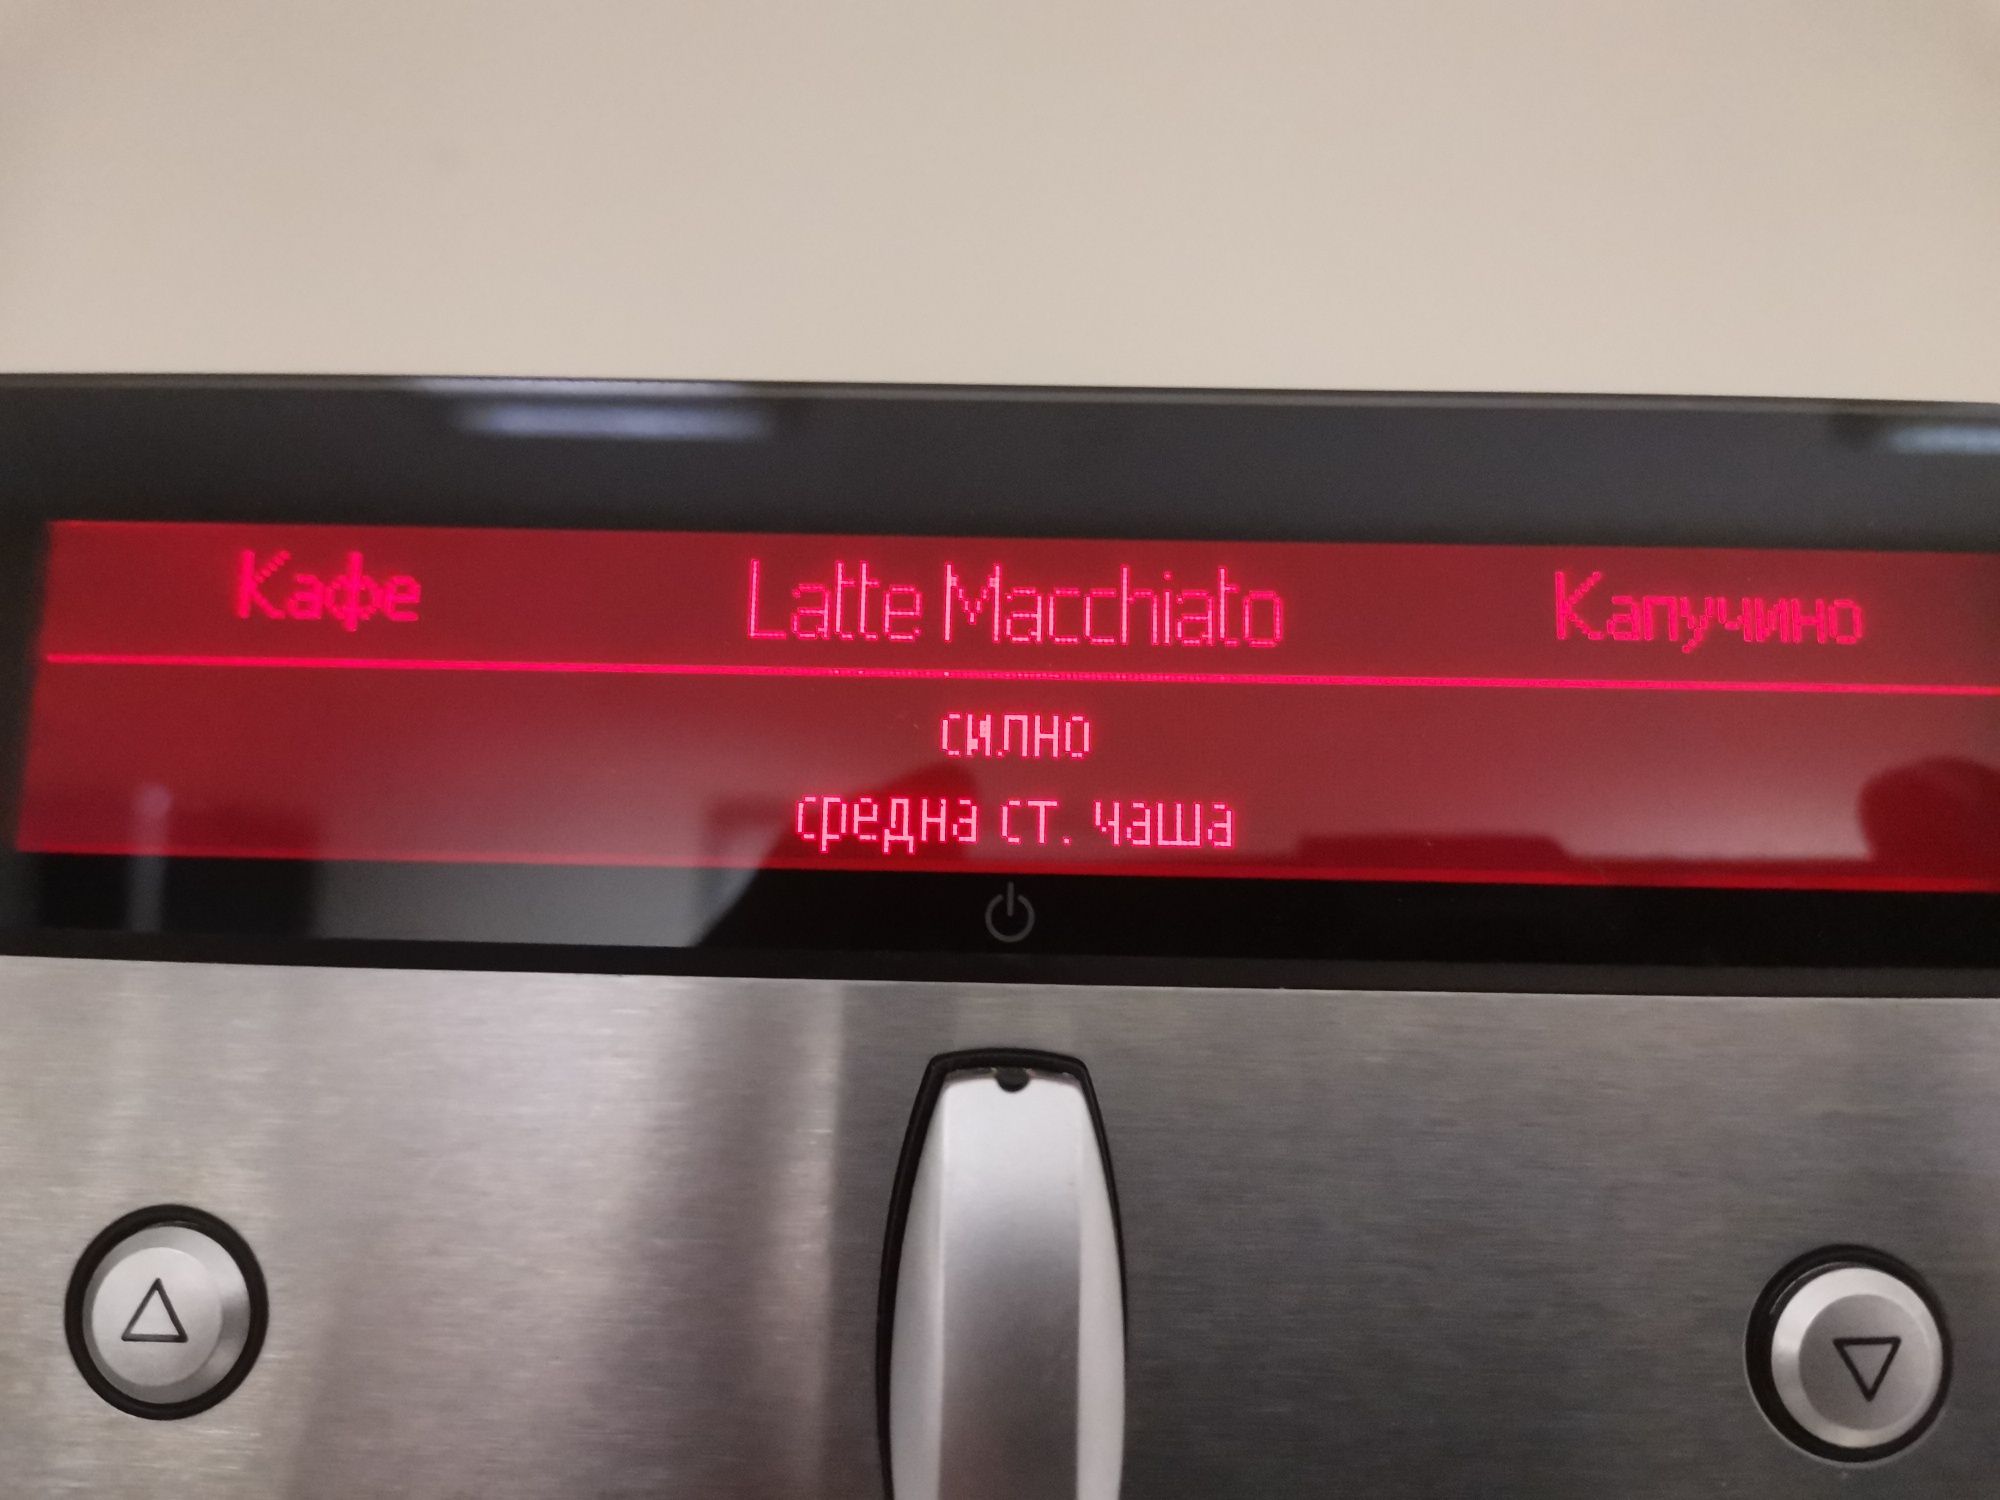 Кафе Latte Macchiato Капучино
силно
средна ст. чаша